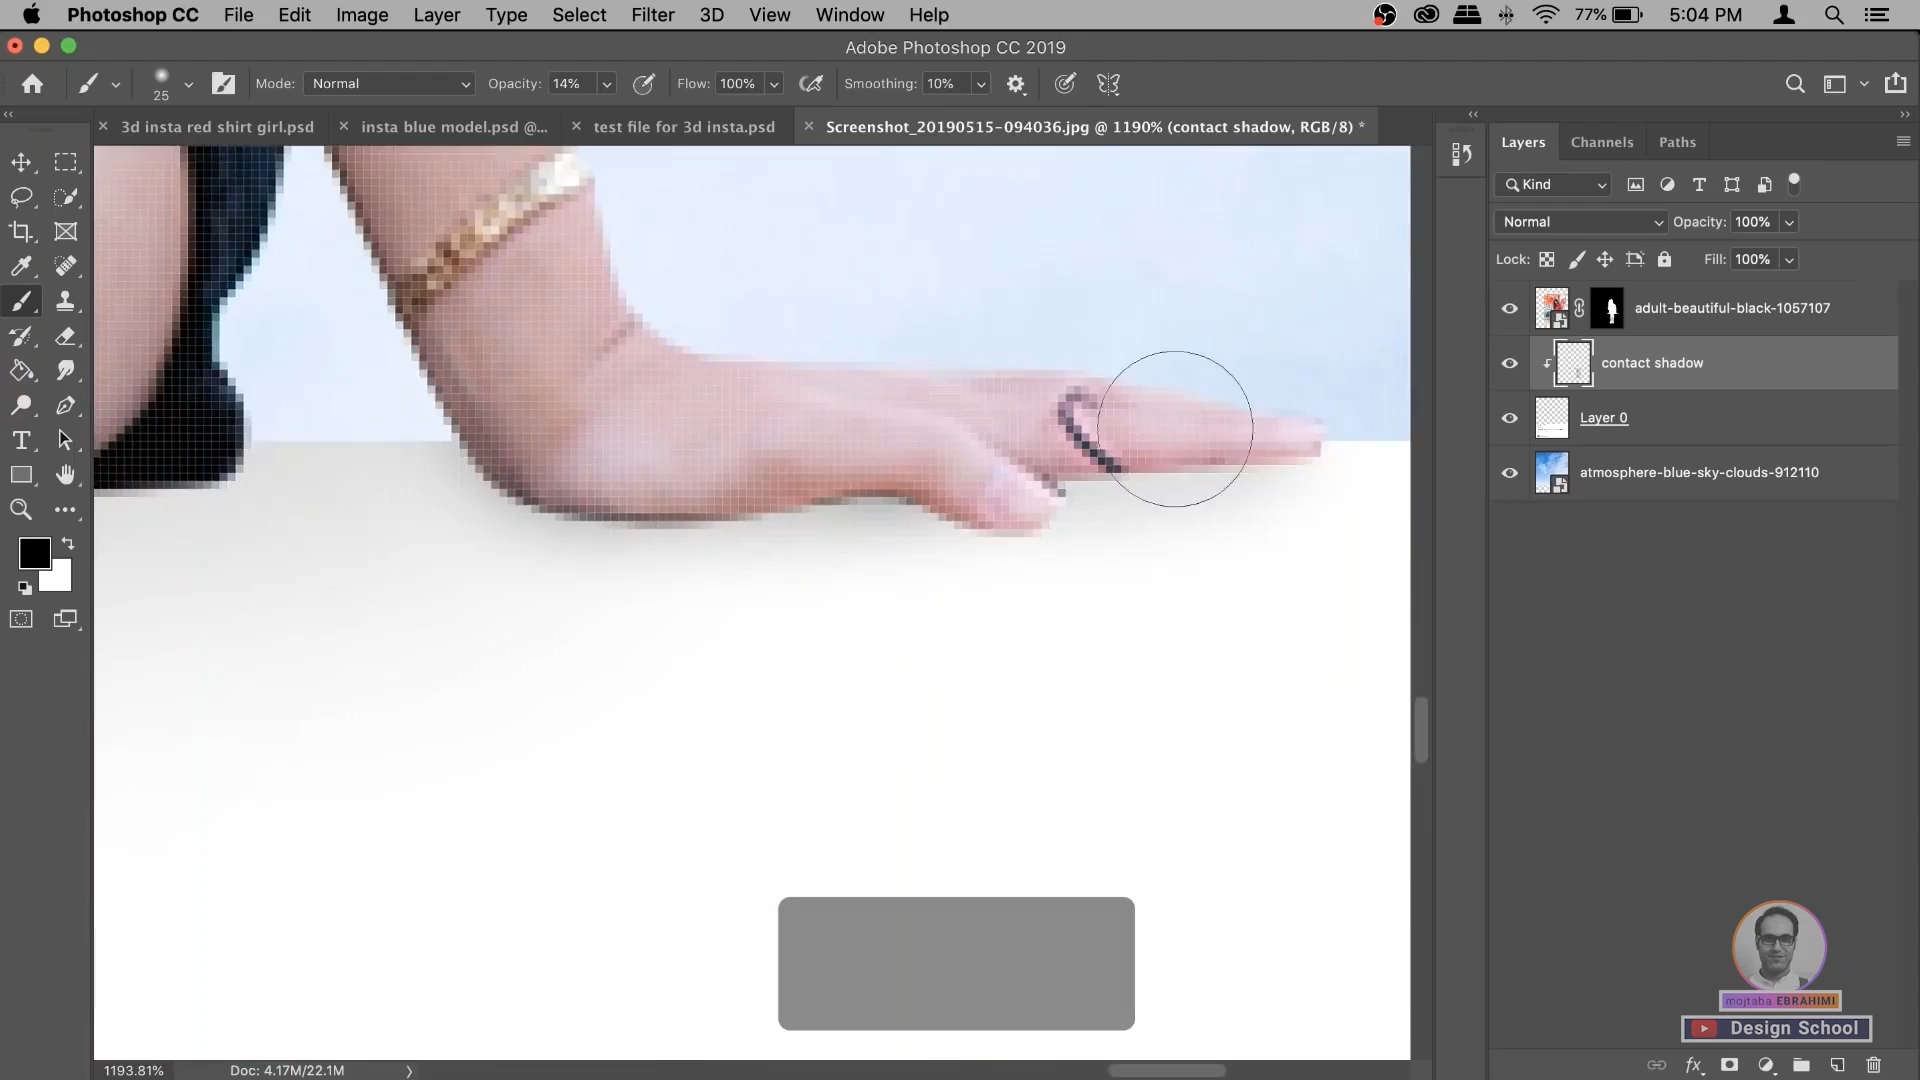 Photoshop CC File Edit Image Layer Type Select Filter 3D View Window Help 77% 5:04 PM
Adobe Photoshop CC 2019
25 Mode: Normal Opacity: 14% Flow: 100% Smoothing: 10%
3d insta red shirt girl.psd insta blue model.psd @... test file for 3d insta.psd Screenshot_20190515-094036.jpg @ 1190% (contact shadow, RGB/8) *
Layers Channels Paths
Kind
Normal Opacity: 100%
Lock: Fill: 100%
adult-beautiful-black-1057107
contact shadow
Layer 0
atmosphere-blue-sky-clouds-912110
mojtaba EBRAHIMI
Design School
1193.81% Doc: 4.17M/22.1M